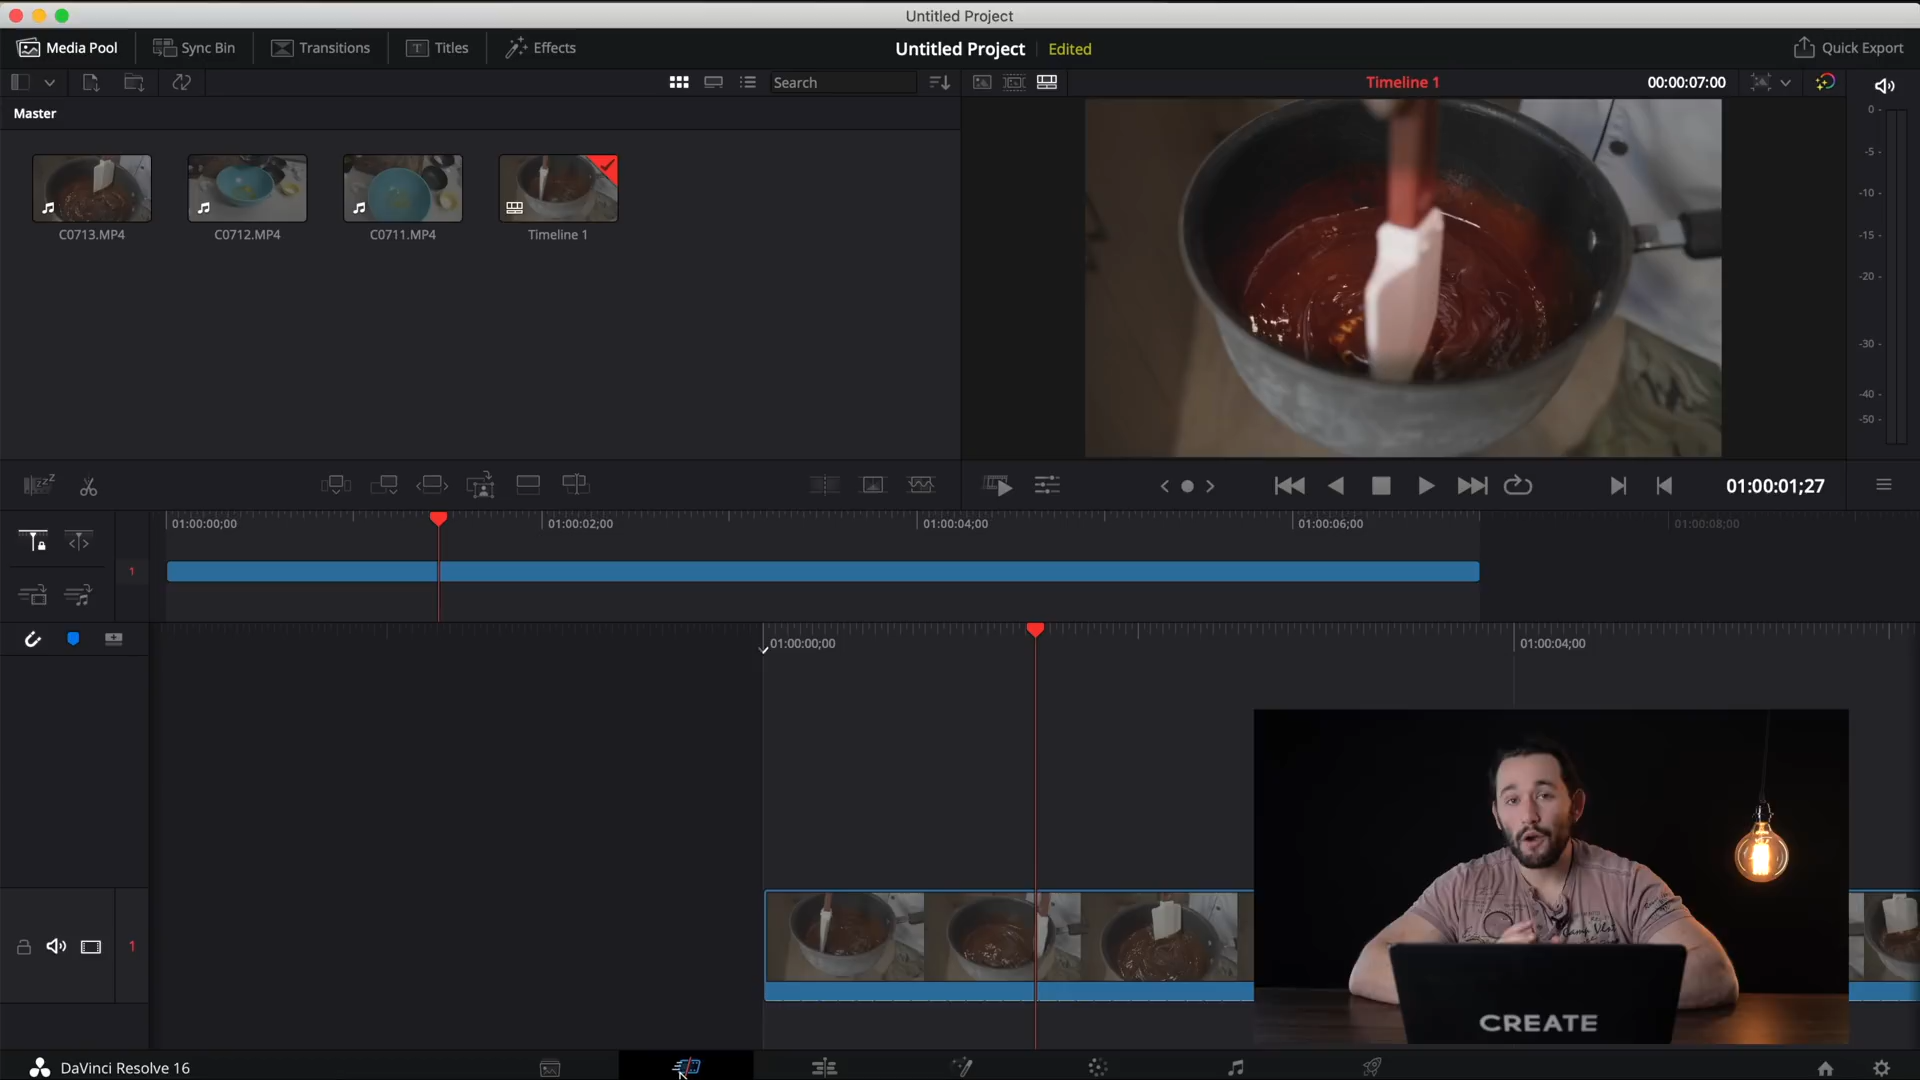 Untitled Project
Media Pool
Sync Bin
Transitions
Titles
Effects
Untitled Project
Edited
Quick Export
Search
Timeline 1
00:00:07:00
Master
C0713.MP4
C0712.MP4
C0711.MP4
Timeline 1
0
-5
-10
-15
-20
-30
-40
-50
zzZ
01:00:01;27
01:00:00;00
01:00:02;00
01:00:04;00
01:00:06;00
01:00:08;00
1
01:00:00;00
01:00:04;00
1
CREATE
DaVinci Resolve 16